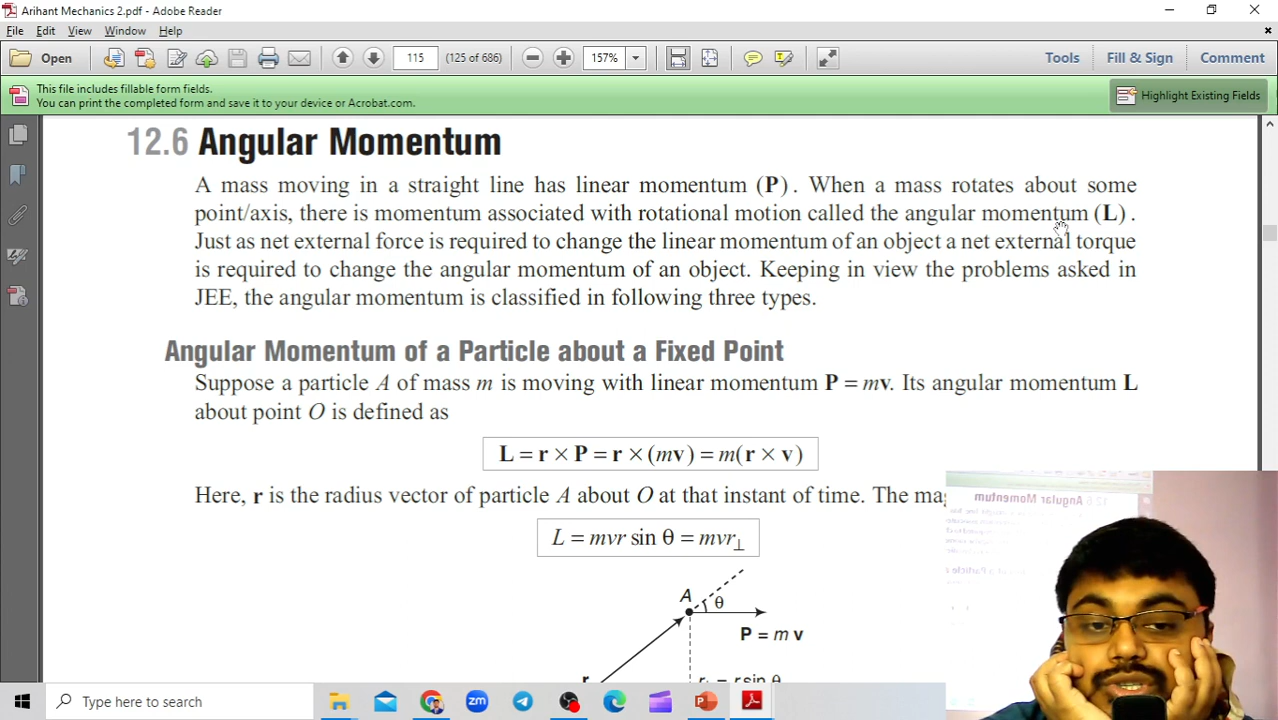 Arihant Mechanics 2.pdf - Adobe Reader
File Edit View Window Help
Open 115 (125 of 686) 157% Tools Fill & Sign Comment
This file includes fillable form fields.
You can print the completed form and save it to your device or Acrobat.com.
Highlight Existing Fields
12.6 Angular Momentum
A mass moving in a straight line has linear momentum (P). When a mass rotates about some
point/axis, there is momentum associated with rotational motion called the angular momentum (L).
Just as net external force is required to change the linear momentum of an object a net external torque
is required to change the angular momentum of an object. Keeping in view the problems asked in
JEE, the angular momentum is classified in following three types.
Angular Momentum of a Particle about a Fixed Point
Suppose a particle A of mass m is moving with linear momentum P = mv. Its angular momentum L
about point O is defined as
L = r × P = r × (mv) = m(r × v)
Here, r is the radius vector of particle A about O at that instant of time. The
L = mvr sin θ = mvr⊥
A
θ
P = m v
r
r⊥ = r sin θ
12.6 Angular Momentum
Type here to search